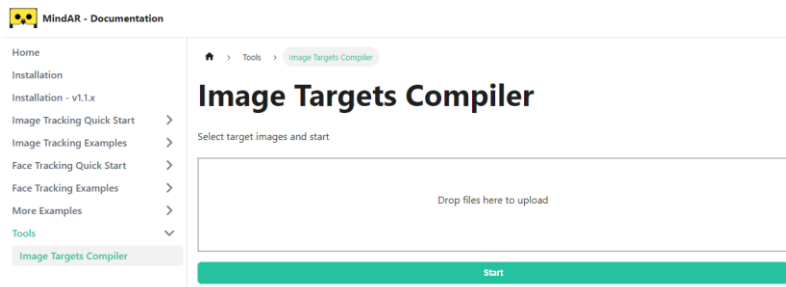 MindAR - Documentation
Home
Installation
Installation - v1.1.x
Image Tracking Quick Start
Image Tracking Examples
Face Tracking Quick Start
Face Tracking Examples
More Examples
Tools
Image Targets Compiler
Tools
Image Targets Compiler
Image Targets Compiler
Select target images and start
Drop files here to upload
Start